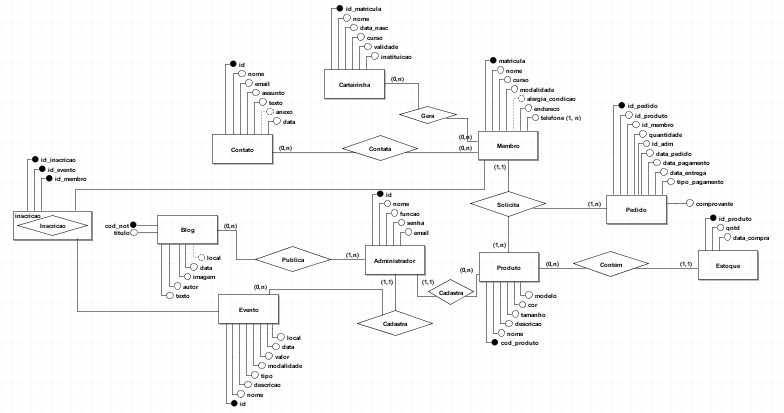 id_matricula
nome
data_nasc
curso
validade
instituicao
Carteirinha
(0,n)
Gera
(0,n)
id
nome
email
assunto
texto
anexo
data
Contato
(0,n)
Contata
(0,n)
matricula
nome
curso
modalidade
alergia_condicao
endereco
telefone (1, n)
Membro
(1,1)
Solicita
(1,n)
(1,n)
id_pedido
id_produto
id_membro
quantidade
id_adm
data_pedido
data_pagamento
data_entrega
tipo_pagamento
comprovante
Pedido
id_inscricao
id_evento
id_membro
inscricao
Inscricao
cod_not
titulo
Blog
(0,n)
local
data
imagem
autor
texto
Publica
(1,n)
id
nome
funcao
senha
email
Administrador
(1,1)
(1,1)
Cadastra
(0,n)
Produto
(0,n)
modelo
cor
tamanho
descricao
nome
cod_produto
Contém
(1,1)
id_produto
qntd
data_compra
Estoque
(0,n)
Cadastra
Evento
local
data
valor
modalidade
tipo
descricao
nome
id